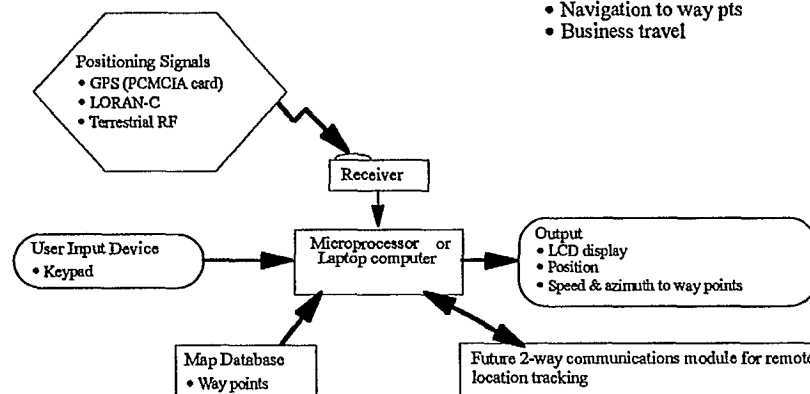 • Navigation to way pts
• Business travel
Positioning Signals
• GPS (PCMCIA card)
• LORAN-C
• Terrestrial RF
Receiver
User Input Device
• Keypad
Microprocessor or
Laptop computer
Output
• LCD display
• Position
• Speed & azimuth to way points
Map Database
• Way points
Future 2-way communications module for remote
location tracking